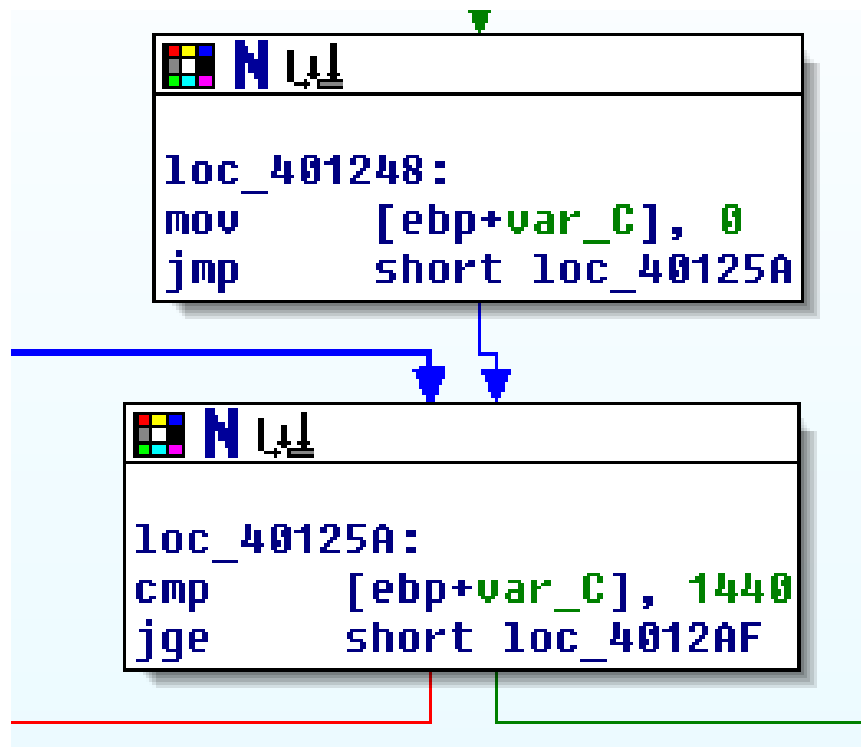 loc_401248:
mov [ebp+var_C], 0
jmp short loc_40125A
loc_40125A:
cmp [ebp+var_C], 1440
jge short loc_4012AF